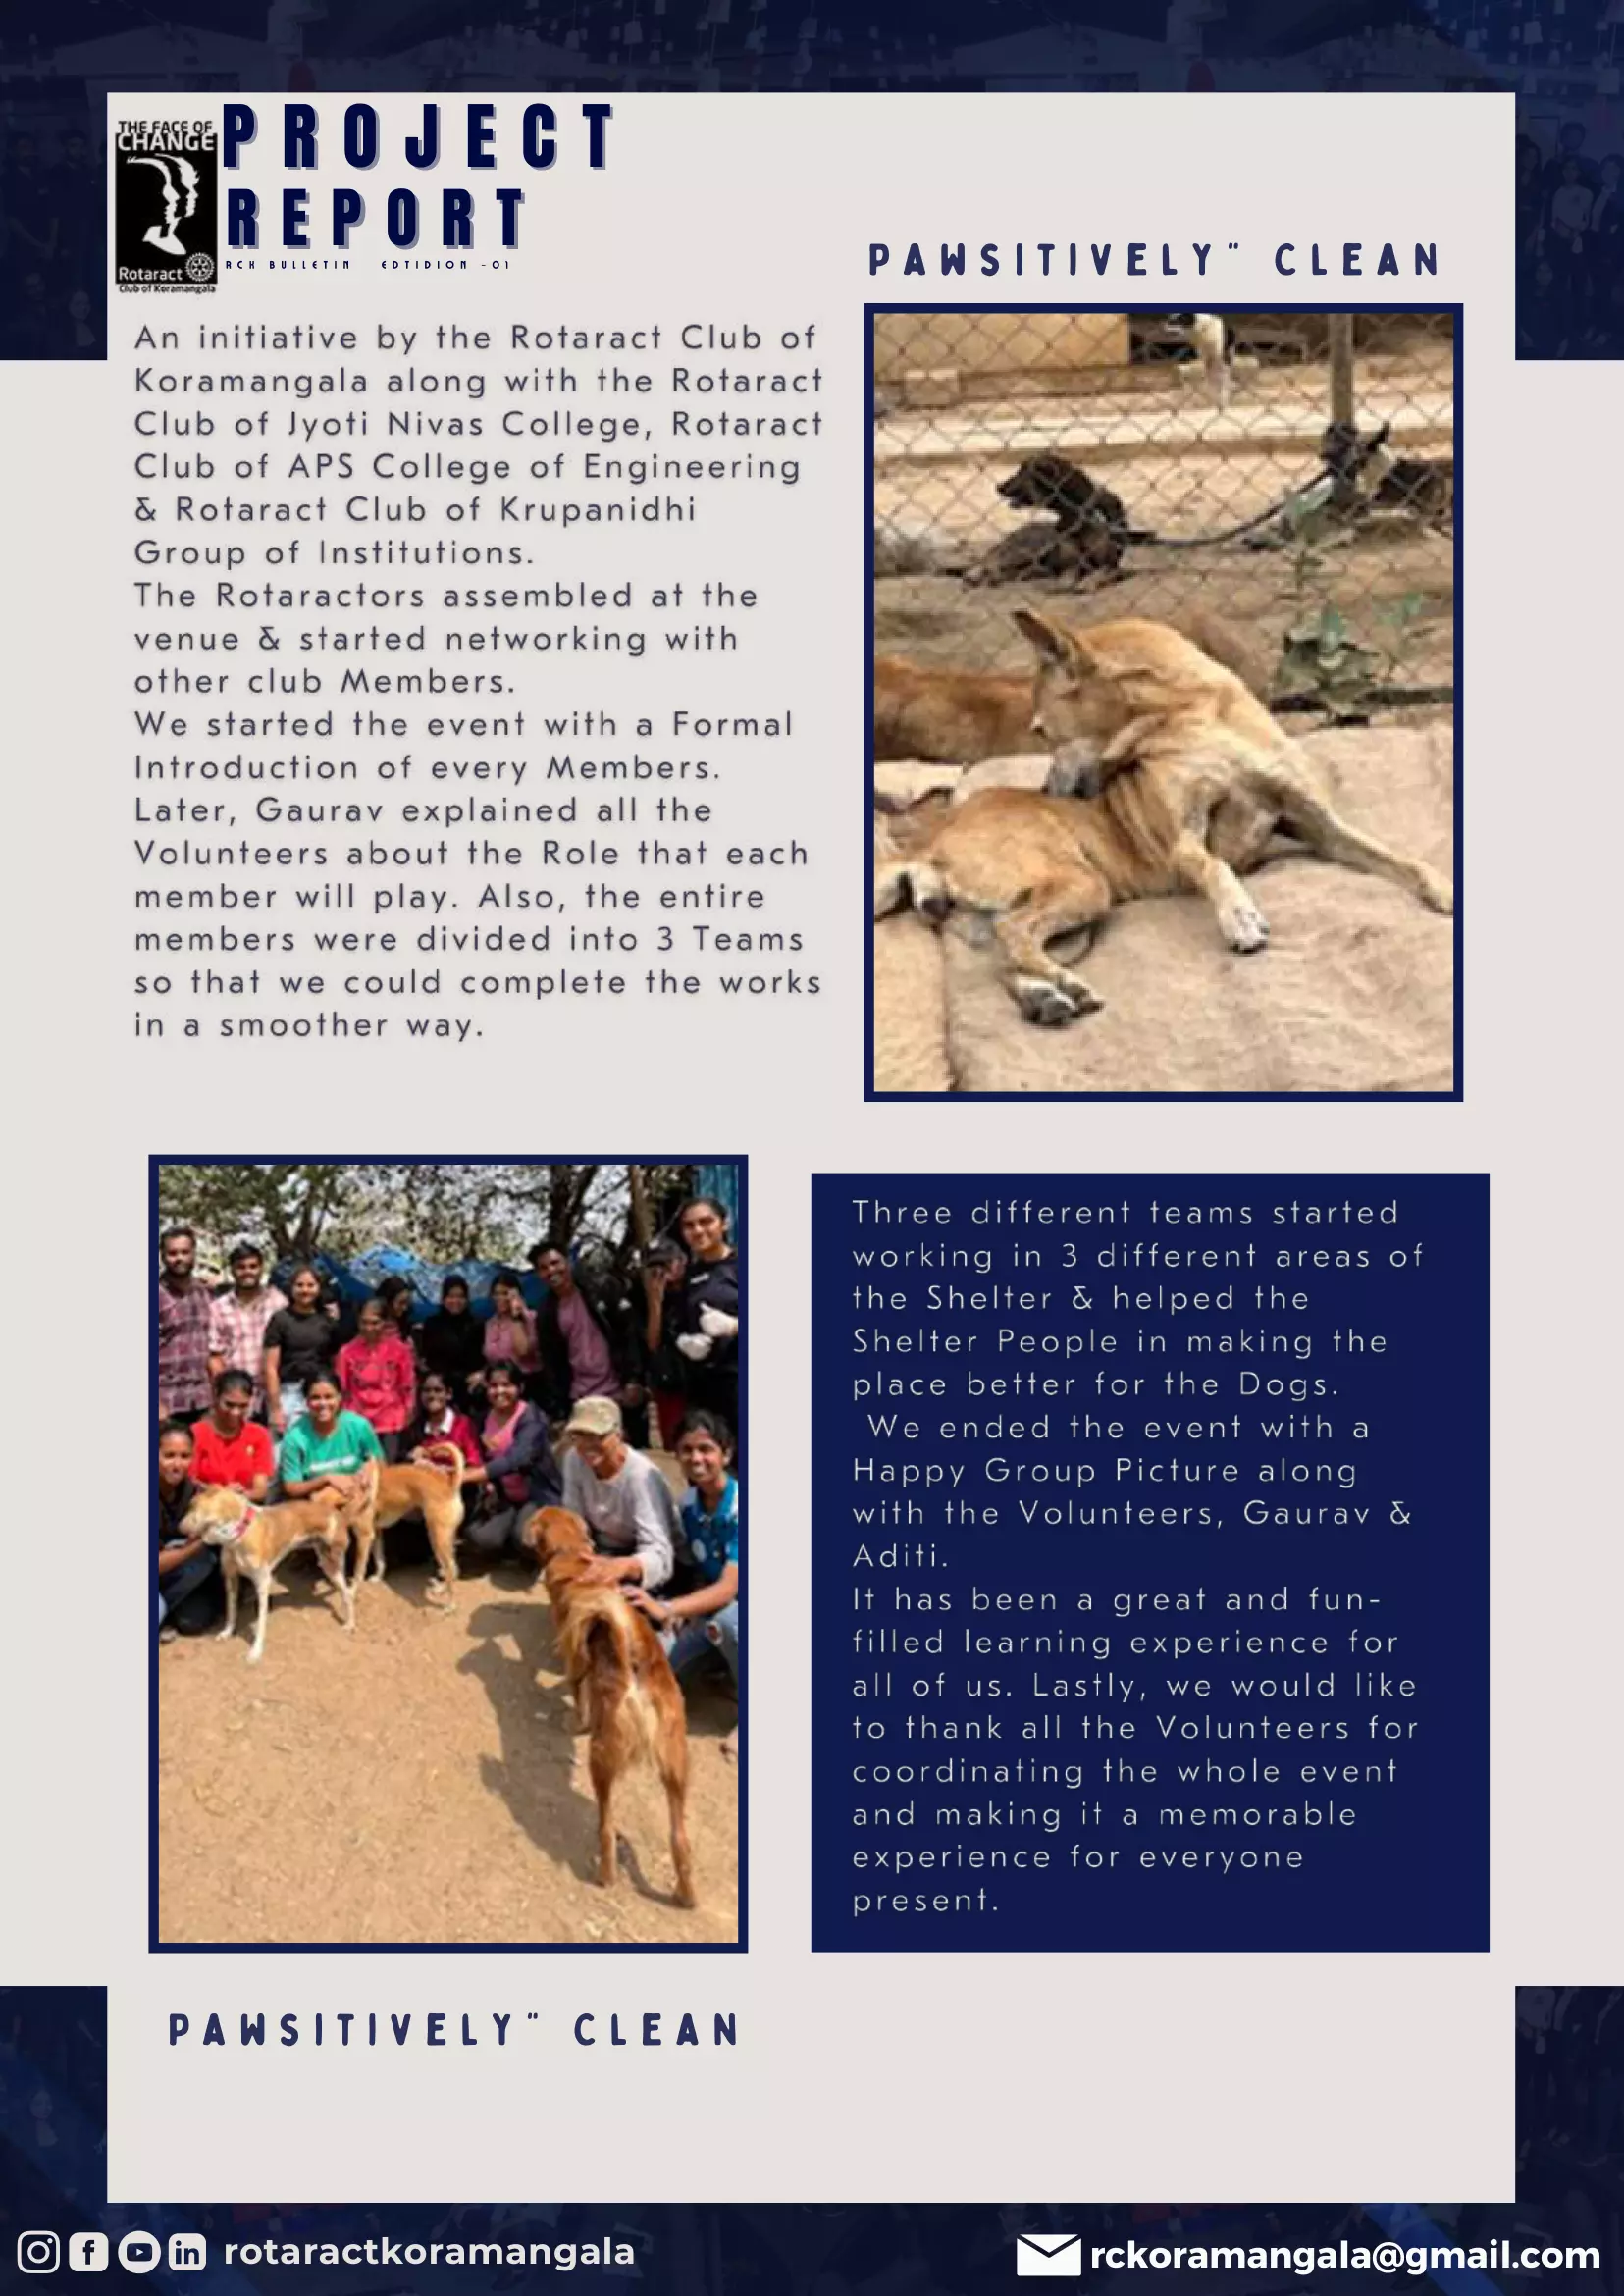 THE FACE OF
CHANGE
Rotaract
Club of Koramangala
PROJECT
REPORT
RCK BULLETIN EDTIDION -01
PAWSITIVELY" CLEAN
An initiative by the Rotaract Club of
Koramangala along with the Rotaract
Club of Jyoti Nivas College, Rotaract
Club of APS College of Engineering
& Rotaract Club of Krupanidhi
Group of Institutions.
The Rotaractors assembled at the
venue & started networking with
other club Members.
We started the event with a Formal
Introduction of every Members.
Later, Gaurav explained all the
Volunteers about the Role that each
member will play. Also, the entire
members were divided into 3 Teams
so that we could complete the works
in a smoother way.
Three different teams started
working in 3 different areas of
the Shelter & helped the
Shelter People in making the
place better for the Dogs.
We ended the event with a
Happy Group Picture along
with the Volunteers, Gaurav &
Aditi.
It has been a great and fun-
filled learning experience for
all of us. Lastly, we would like
to thank all the Volunteers for
coordinating the whole event
and making it a memorable
experience for everyone
present.
PAWSITIVELY" CLEAN
rotaractkoramangala
rckoramangala@gmail.com